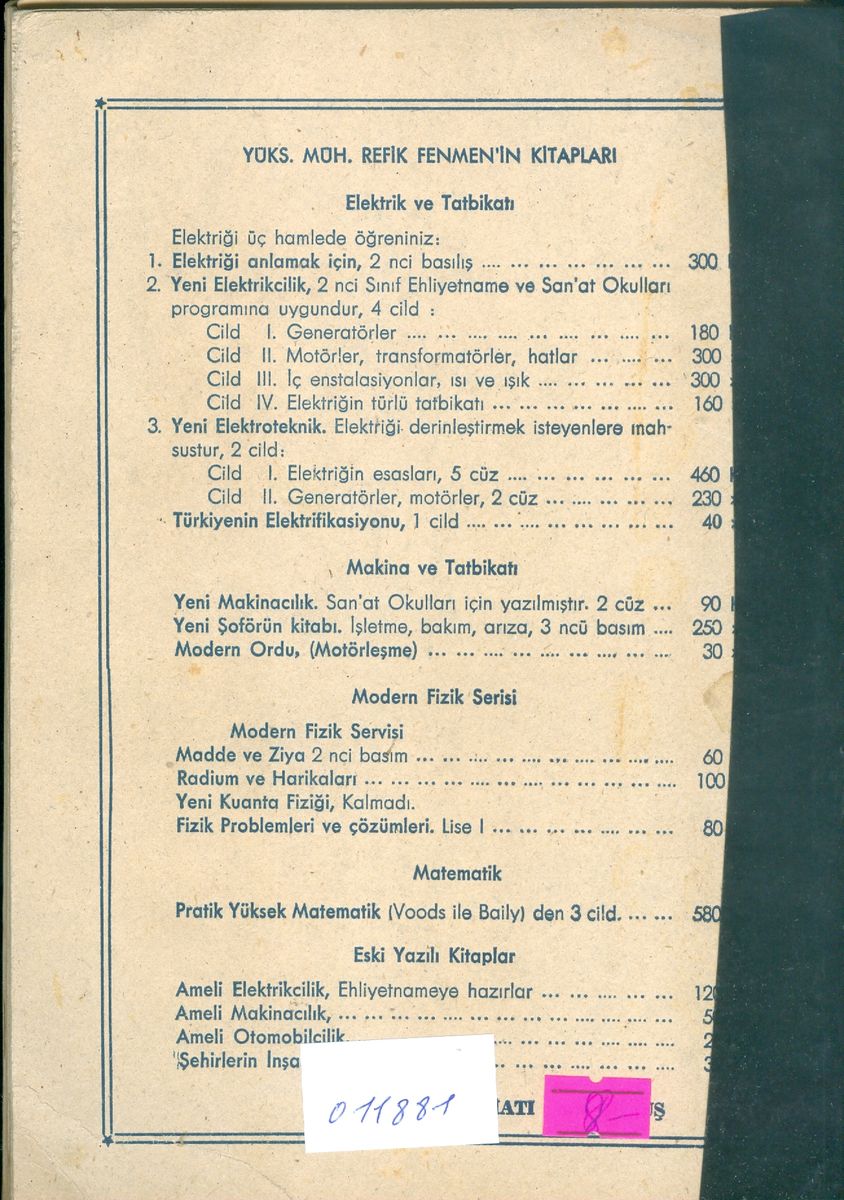 YÜKS. MÜH. REFİK FENMEN'İN KİTAPLARI
Elektrik ve Tatbikatı
Elektriği üç hamlede öğreniniz:
1. Elektriği anlamak için, 2 nci basılış .... ... ... ... ... ... ... 300
2. Yeni Elektrikcilik, 2 nci Sınıf Ehliyetname ve San'at Okulları
programına uygundur, 4 cild :
Cild I. Generatörler .... ... ... .... ... .... ... .... ... 180
Cild II. Motörler, transformatörler, hatlar ... .... ... 300
Cild III. İç enstalasiyonlar, ısı ve ışık .... ... ... ... ... 300
Cild IV. Elektriğin türlü tatbikatı ... ... ... ... ... .... ... 160
3. Yeni Elektroteknik. Elektriği derinleştirmek isteyenlere mah-
sustur, 2 cild:
Cild I. Elektriğin esasları, 5 cüz .... ... ... ... ... ... 460
Cild II. Generatörler, motörler, 2 cüz ... .... ... ... ... 230
Türkiyenin Elektrifikasiyonu, 1 cild .... ... .... ... ... ... ... ... 40
Makina ve Tatbikatı
Yeni Makinacılık. San'at Okulları için yazılmıştır. 2 cüz ... 90
Yeni Şoförün kitabı. İşletme, bakım, arıza, 3 ncü basım .... 250
Modern Ordu, (Motörleşme) ... ... .... ... .... ... .... ... .... 30
Modern Fizik Serisi
Modern Fizik Servisi
Madde ve Ziya 2 nci basım ... ... .... ... ... ... .... ... .... .... 60
Radium ve Harikaları ... ... ... ... .... ... .... ... ... .... ... .... 100
Yeni Kuanta Fiziği, Kalmadı.
Fizik Problemleri ve çözümleri. Lise I ... ... ... ... .... ... ... 80
Matematik
Pratik Yüksek Matematik (Voods ile Baily) den 3 cild. ... ... 580
Eski Yazılı Kitaplar
Ameli Elektrikcilik, Ehliyetnameye hazırlar ... ... .... ... ... 120
Ameli Makinacılık, ... ... ... ... .... ... .... ... ... .... ... ....
Ameli Otomobilcilik.
Şehirlerin İnşa
011881
8-